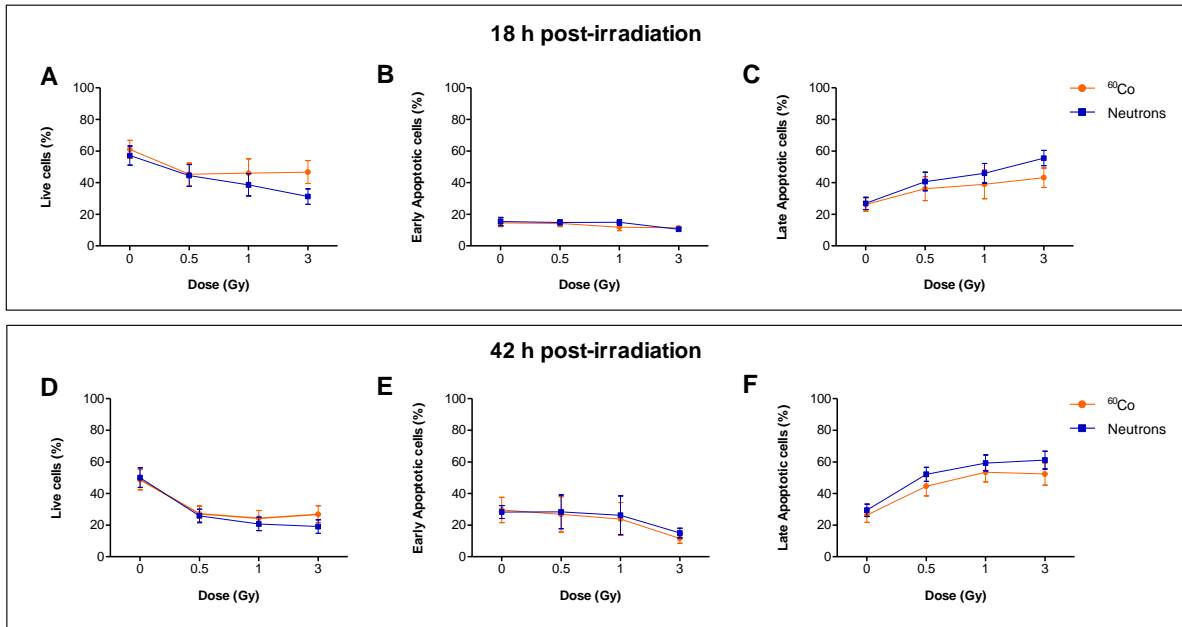 18 h post-irradiation
A
Live cells (%)
100
80
60
40
20
0
0 0.5 1 3
Dose (Gy)
B
Early Apoptotic cells (%)
100
80
60
40
20
0
0 0.5 1 3
Dose (Gy)
C
Late Apoptotic cells (%)
100
80
60
40
20
0
0 0.5 1 3
Dose (Gy)
⁶⁰Co
Neutrons
42 h post-irradiation
D
Live cells (%)
100
80
60
40
20
0
0 0.5 1 3
Dose (Gy)
E
Early Apoptotic cells (%)
100
80
60
40
20
0
0 0.5 1 3
Dose (Gy)
F
Late Apoptotic cells (%)
100
80
60
40
20
0
0 0.5 1 3
Dose (Gy)
⁶⁰Co
Neutrons